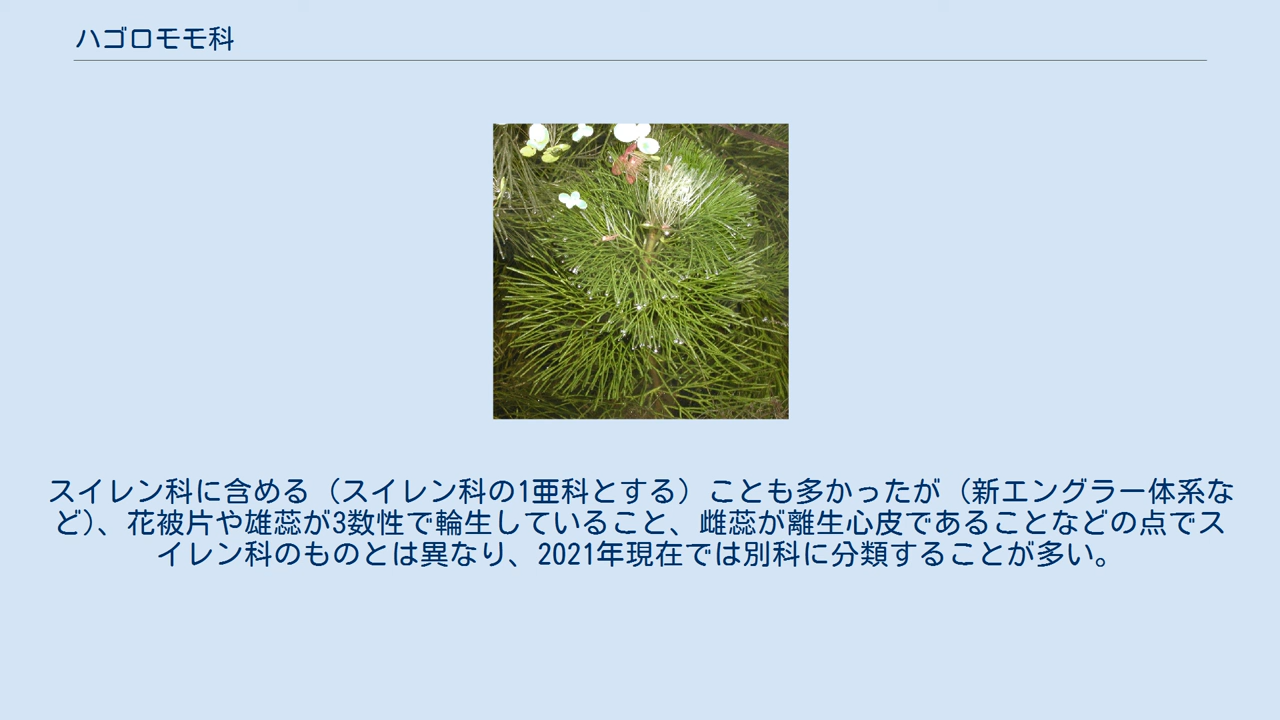 ハゴロモモ科
スイレン科に含める（スイレン科の1亜科とする）ことも多かったが（新エングラー体系な
ど）、花被片や雄蕊が3数性で輪生していること、雌蕊が離生心皮であることなどの点でス
イレン科のものとは異なり、2021年現在では別科に分類することが多い。